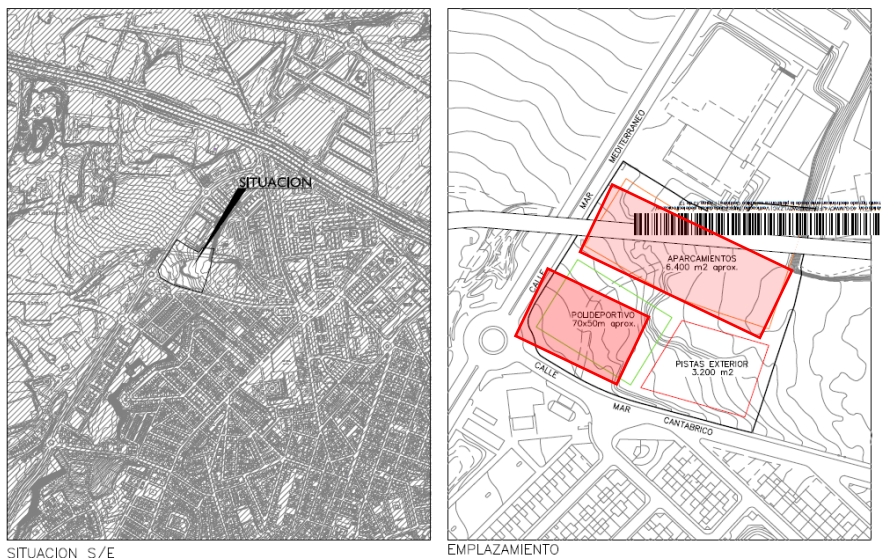 SITUACION
SITUACION S/E
MEDITERRANEO
MAR
CALLE
APARCAMIENTOS
6.400 m2 aprox.
POLIDEPORTIVO
70x50m aprox.
PISTAS EXTERIOR
3.200 m2
CALLE
MAR
CANTABRICO
EMPLAZAMIENTO